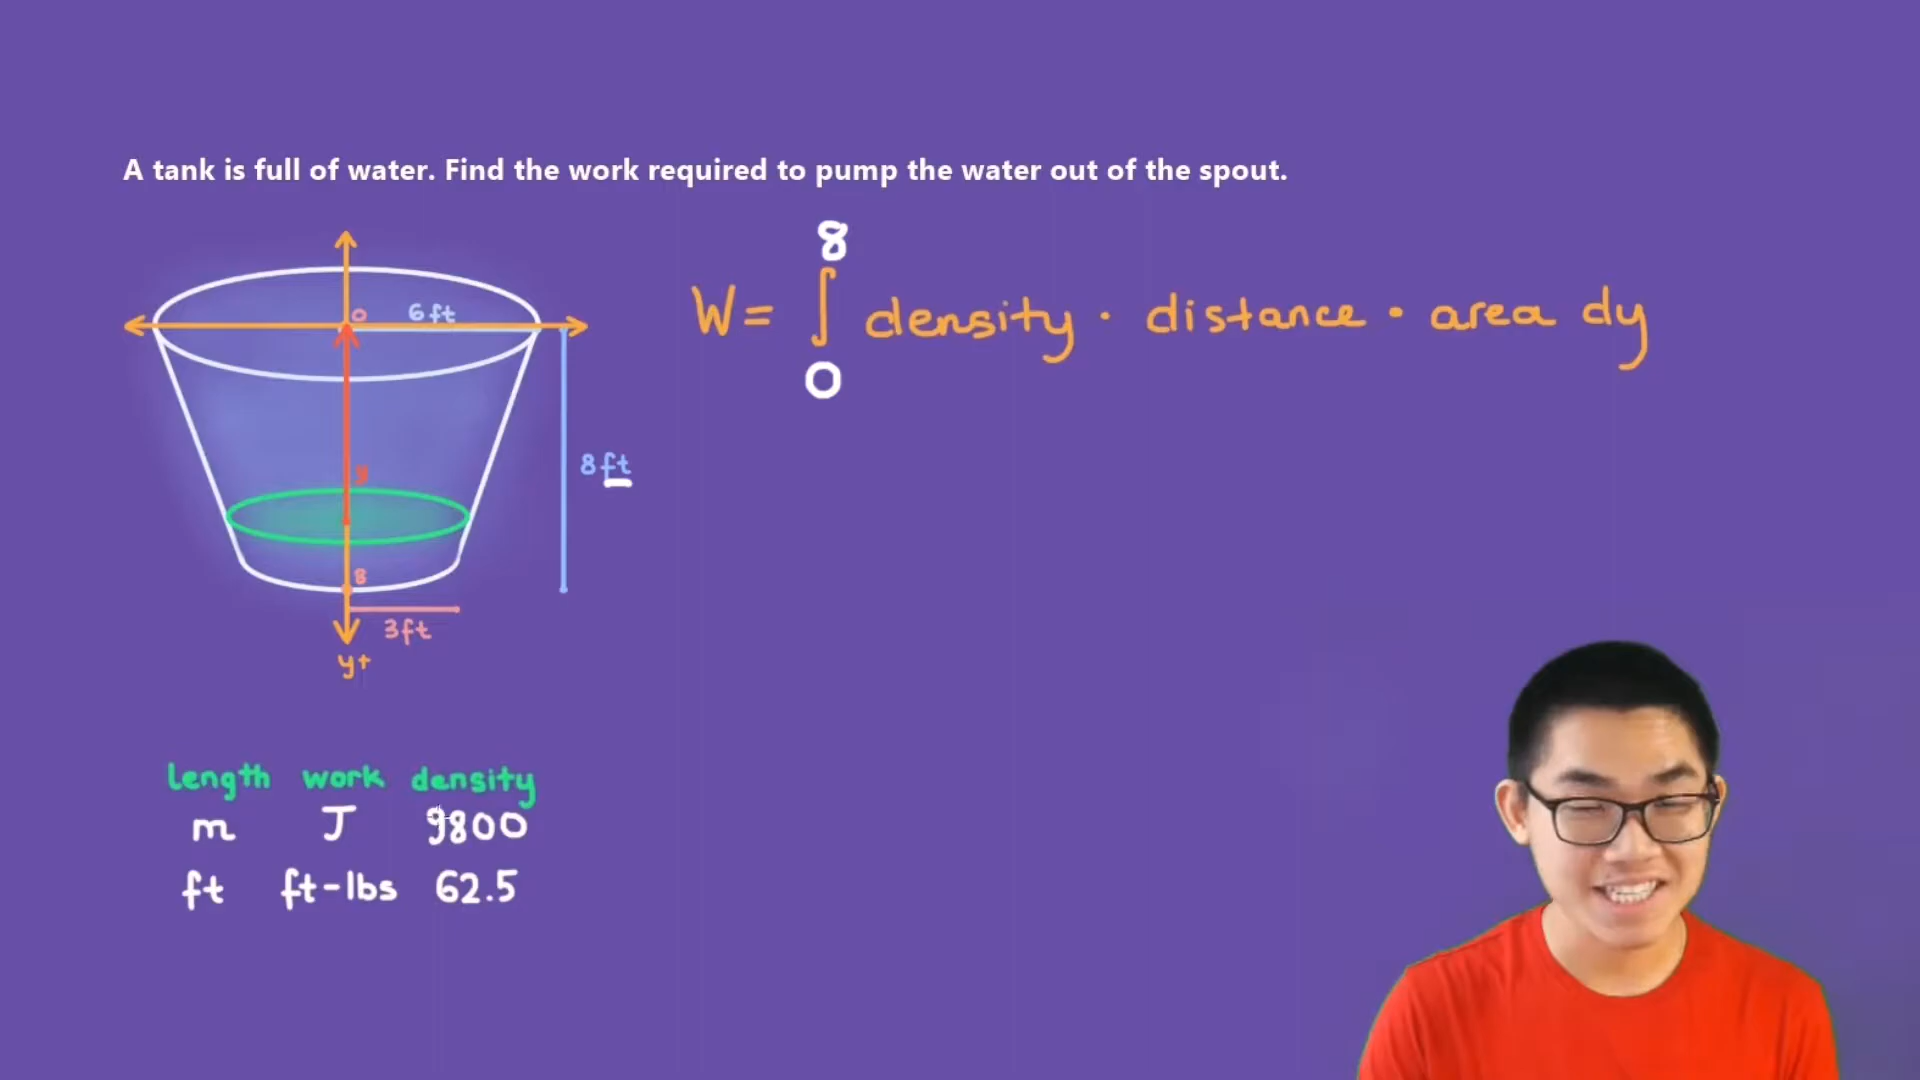 A tank is full of water. Find the work required to pump the water out of the spout.
0
6 ft
y
8
8 ft
3ft
y+
8
W = ∫ density · distance · area dy
0
length work density
m J 9800
ft ft-lbs 62.5